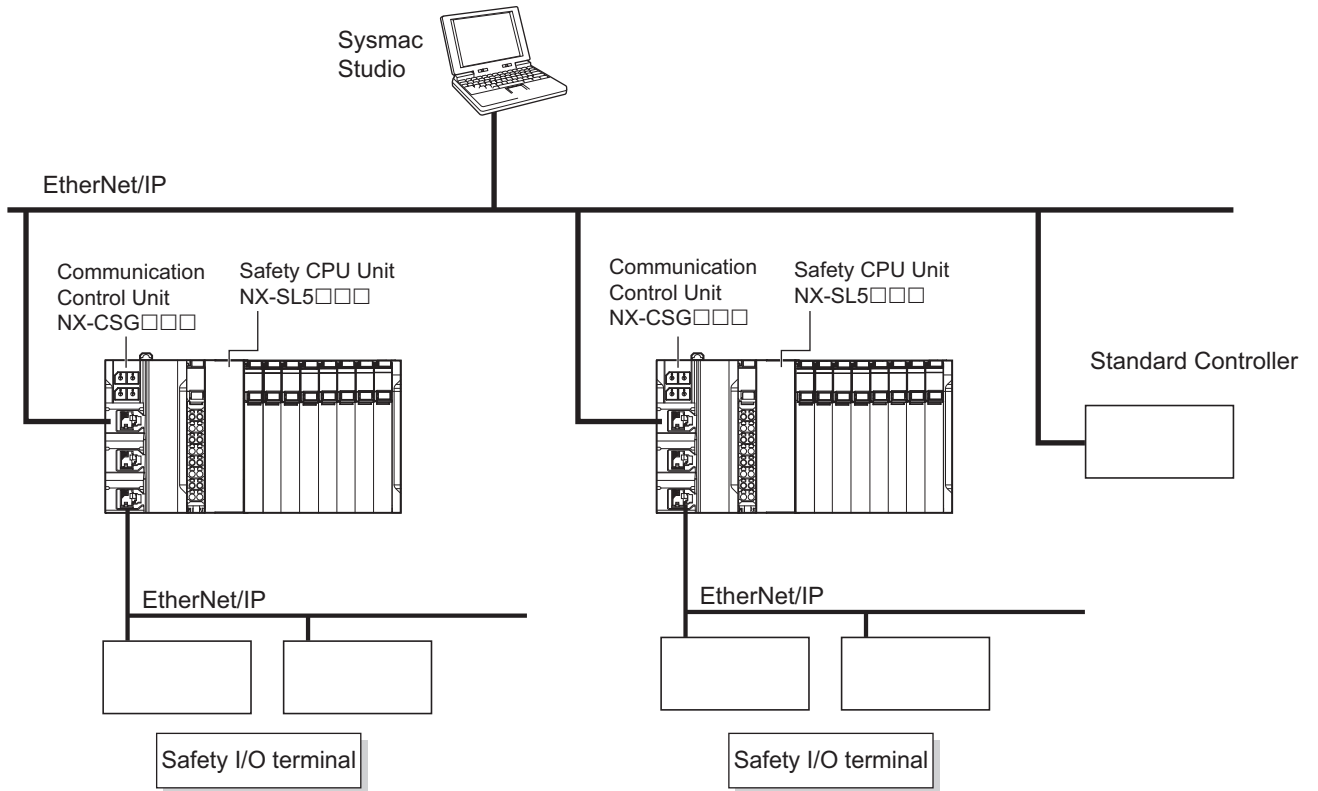 Sysmac
Studio
EtherNet/IP
Communication
Control Unit
NX-CSG□□□
Safety CPU Unit
NX-SL5□□□
Communication
Control Unit
NX-CSG□□□
Safety CPU Unit
NX-SL5□□□
Standard Controller
EtherNet/IP
EtherNet/IP
Safety I/O terminal
Safety I/O terminal